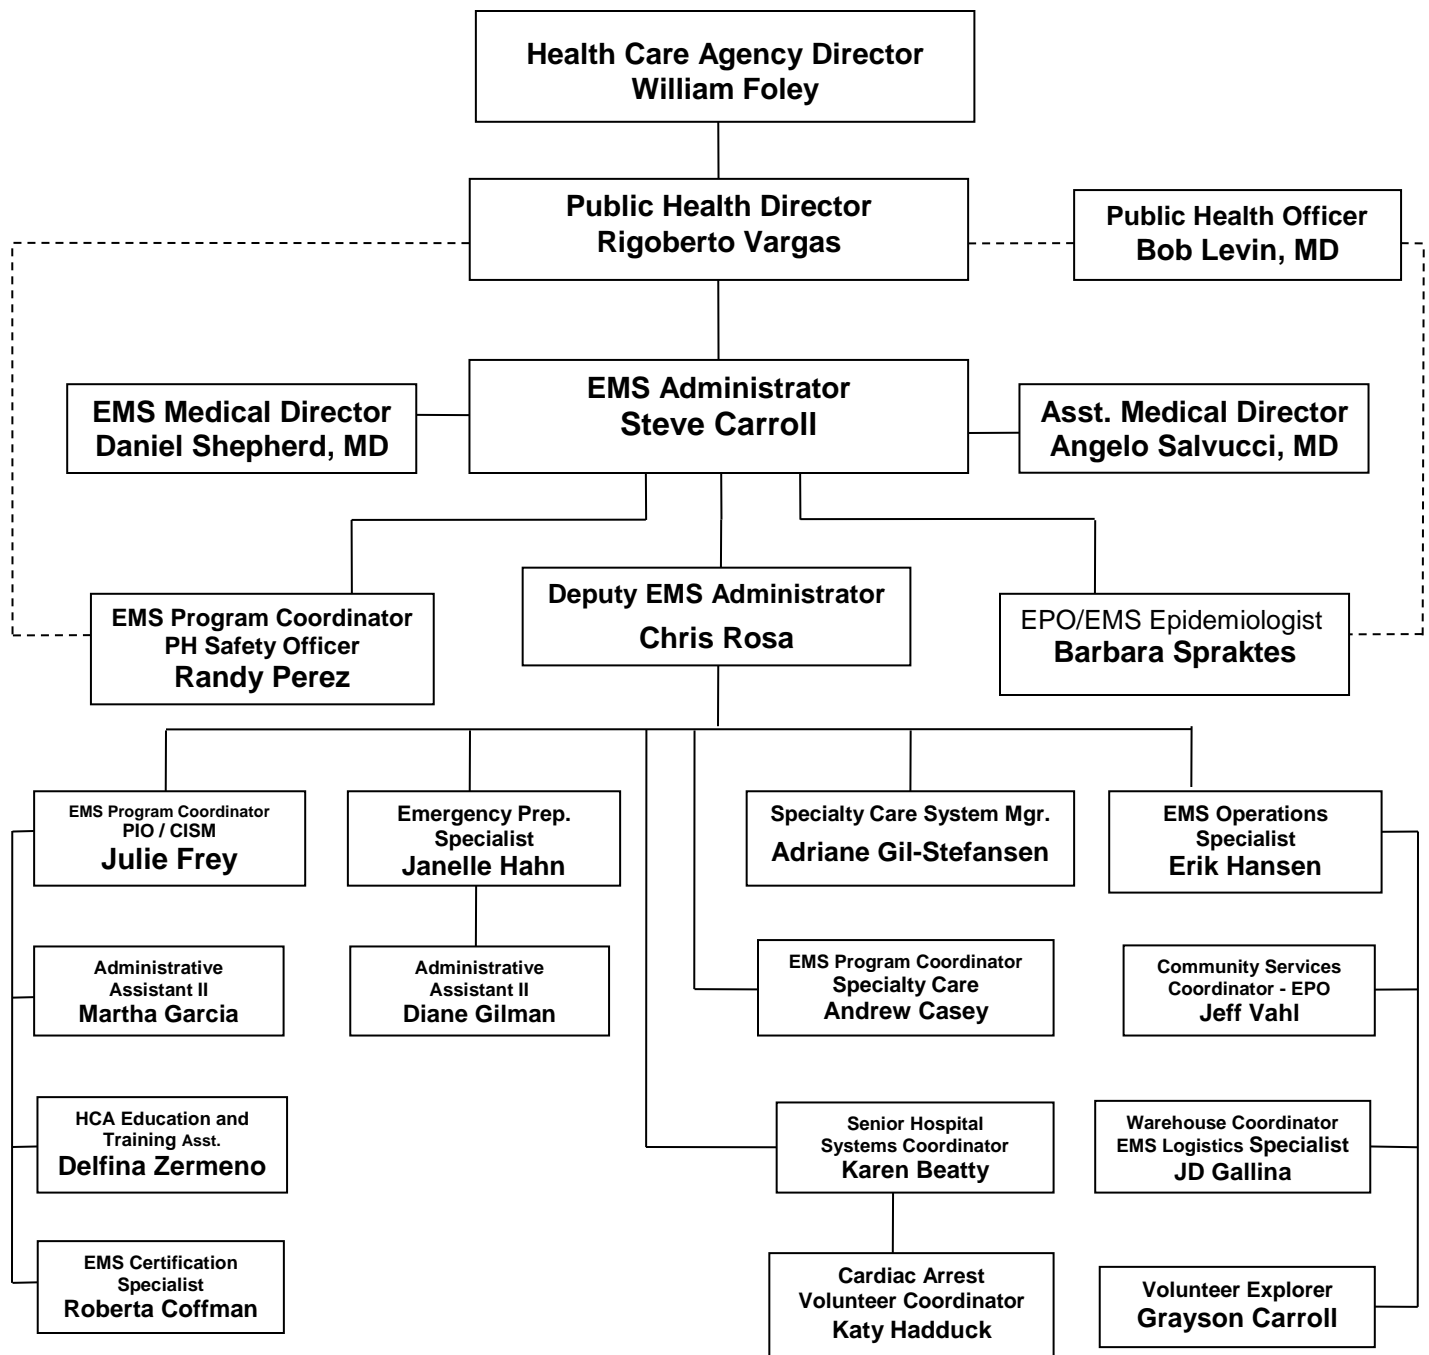 Health Care Agency Director
William Foley
Public Health Director
Rigoberto Vargas
Public Health Officer
Bob Levin, MD
EMS Medical Director
Daniel Shepherd, MD
EMS Administrator
Steve Carroll
Asst. Medical Director
Angelo Salvucci, MD
EMS Program Coordinator
PH Safety Officer
Randy Perez
Deputy EMS Administrator
Chris Rosa
EPO/EMS Epidemiologist
Barbara Spraktes
EMS Program Coordinator
PIO / CISM
Julie Frey
Emergency Prep.
Specialist
Janelle Hahn
Specialty Care System Mgr.
Adriane Gil-Stefansen
EMS Operations
Specialist
Erik Hansen
Administrative
Assistant II
Martha Garcia
Administrative
Assistant II
Diane Gilman
EMS Program Coordinator
Specialty Care
Andrew Casey
Community Services
Coordinator - EPO
Jeff Vahl
HCA Education and
Training Asst.
Delfina Zermeno
Senior Hospital
Systems Coordinator
Karen Beatty
Warehouse Coordinator
EMS Logistics Specialist
JD Gallina
EMS Certification
Specialist
Roberta Coffman
Cardiac Arrest
Volunteer Coordinator
Katy Hadduck
Volunteer Explorer
Grayson Carroll